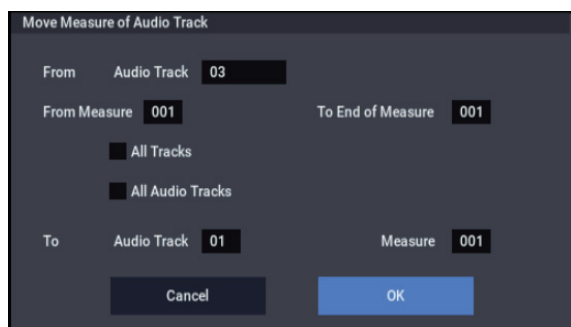 Move Measure of Audio Track
From Audio Track 03
From Measure 001 To End of Measure 001
All Tracks
All Audio Tracks
To Audio Track 01 Measure 001
Cancel OK